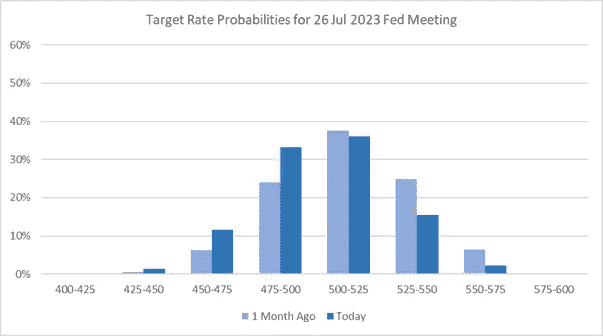 Target Rate Probabilities for 26 Jul 2023 Fed Meeting
60%
50%
40%
30%
20%
10%
0%
400-425 425-450 450-475 475-500 500-525 525-550 550-575 575-600
1 Month Ago Today